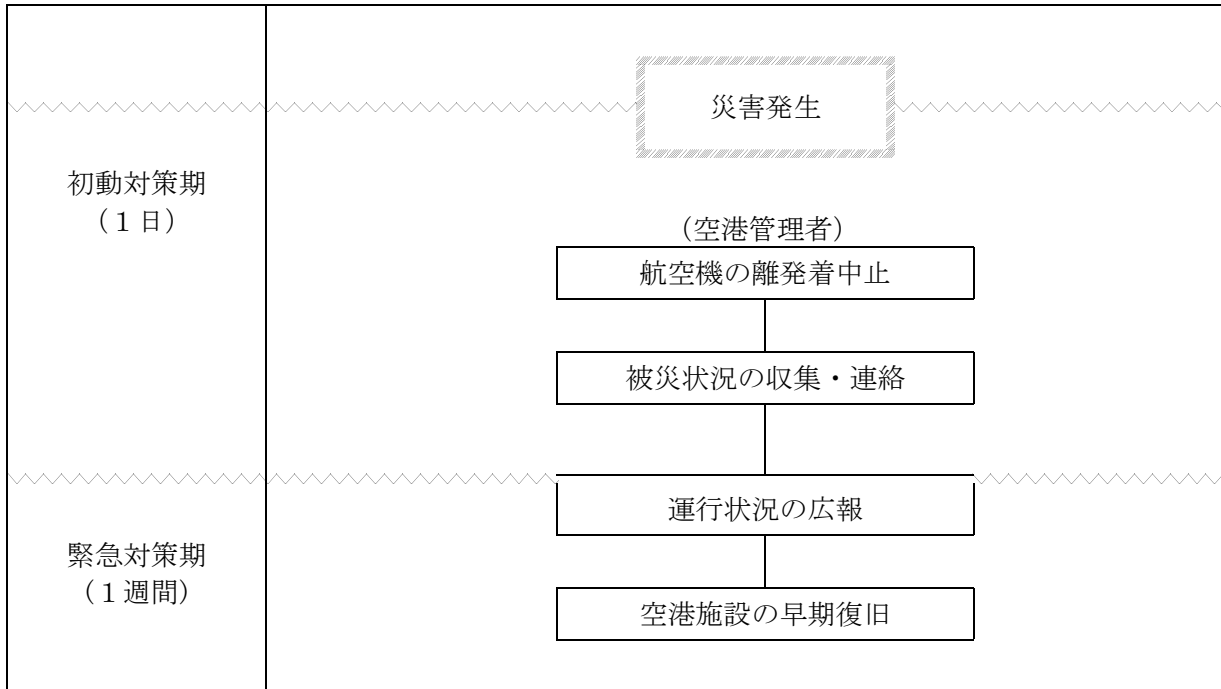 災害発生
初動対策期
(１日)
(空港管理者)
航空機の離発着中止
被災状況の収集・連絡
運行状況の広報
緊急対策期
(１週間)
空港施設の早期復旧